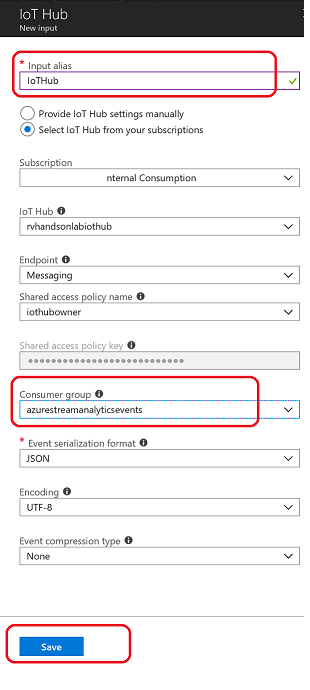 IoT Hub
New input
* Input alias
IoTHub
Provide IoT Hub settings manually
Select IoT Hub from your subscriptions
Subscription
nternal Consumption
IoT Hub
rvhandsonlabiothub
Endpoint
Messaging
Shared access policy name
iothubowner
Shared access policy key
Consumer group
azurestreamanalyticsevents
* Event serialization format
JSON
Encoding
UTF-8
Event compression type
None
Save